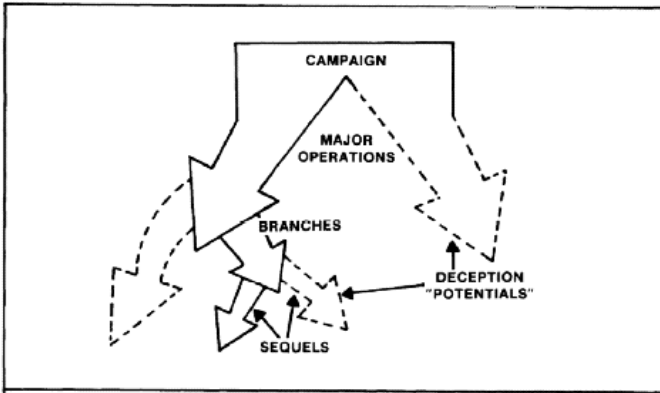 CAMPAIGN
MAJOR
OPERATIONS
BRANCHES
DECEPTION
"POTENTIALS"
SEQUELS